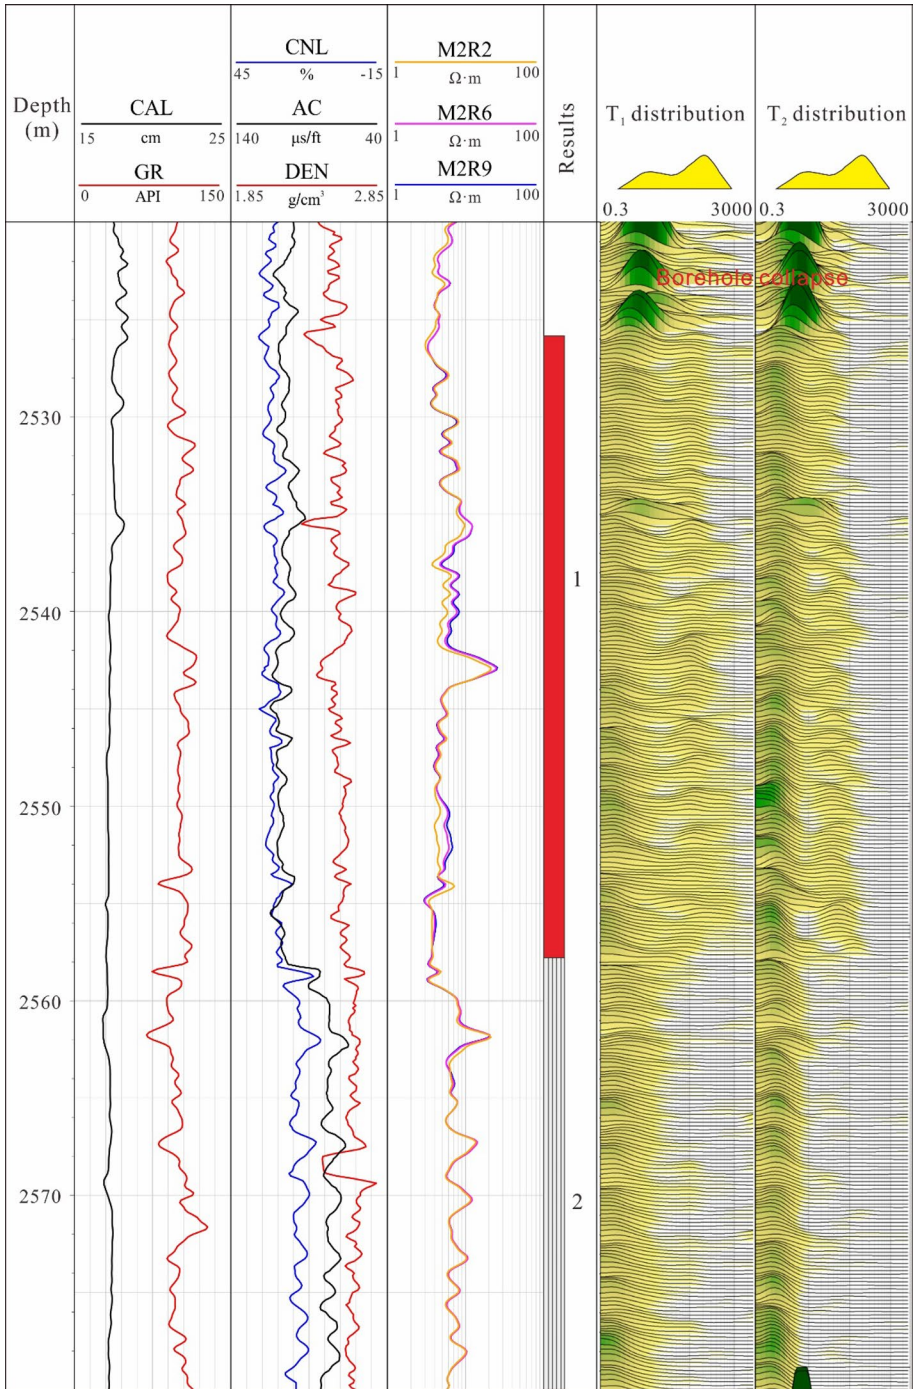 Depth
(m)
CAL
15 cm 25
GR
0 API 150
CNL
45 % -15
AC
140 μs/ft 40
DEN
1.85 g/cm³ 2.85
M2R2
1 Ω·m 100
M2R6
1 Ω·m 100
M2R9
1 Ω·m 100
Results
T₁ distribution
0.3 3000
T₂ distribution
0.3 3000
Borehole collapse
2530
2540
2550
2560
2570
1
2